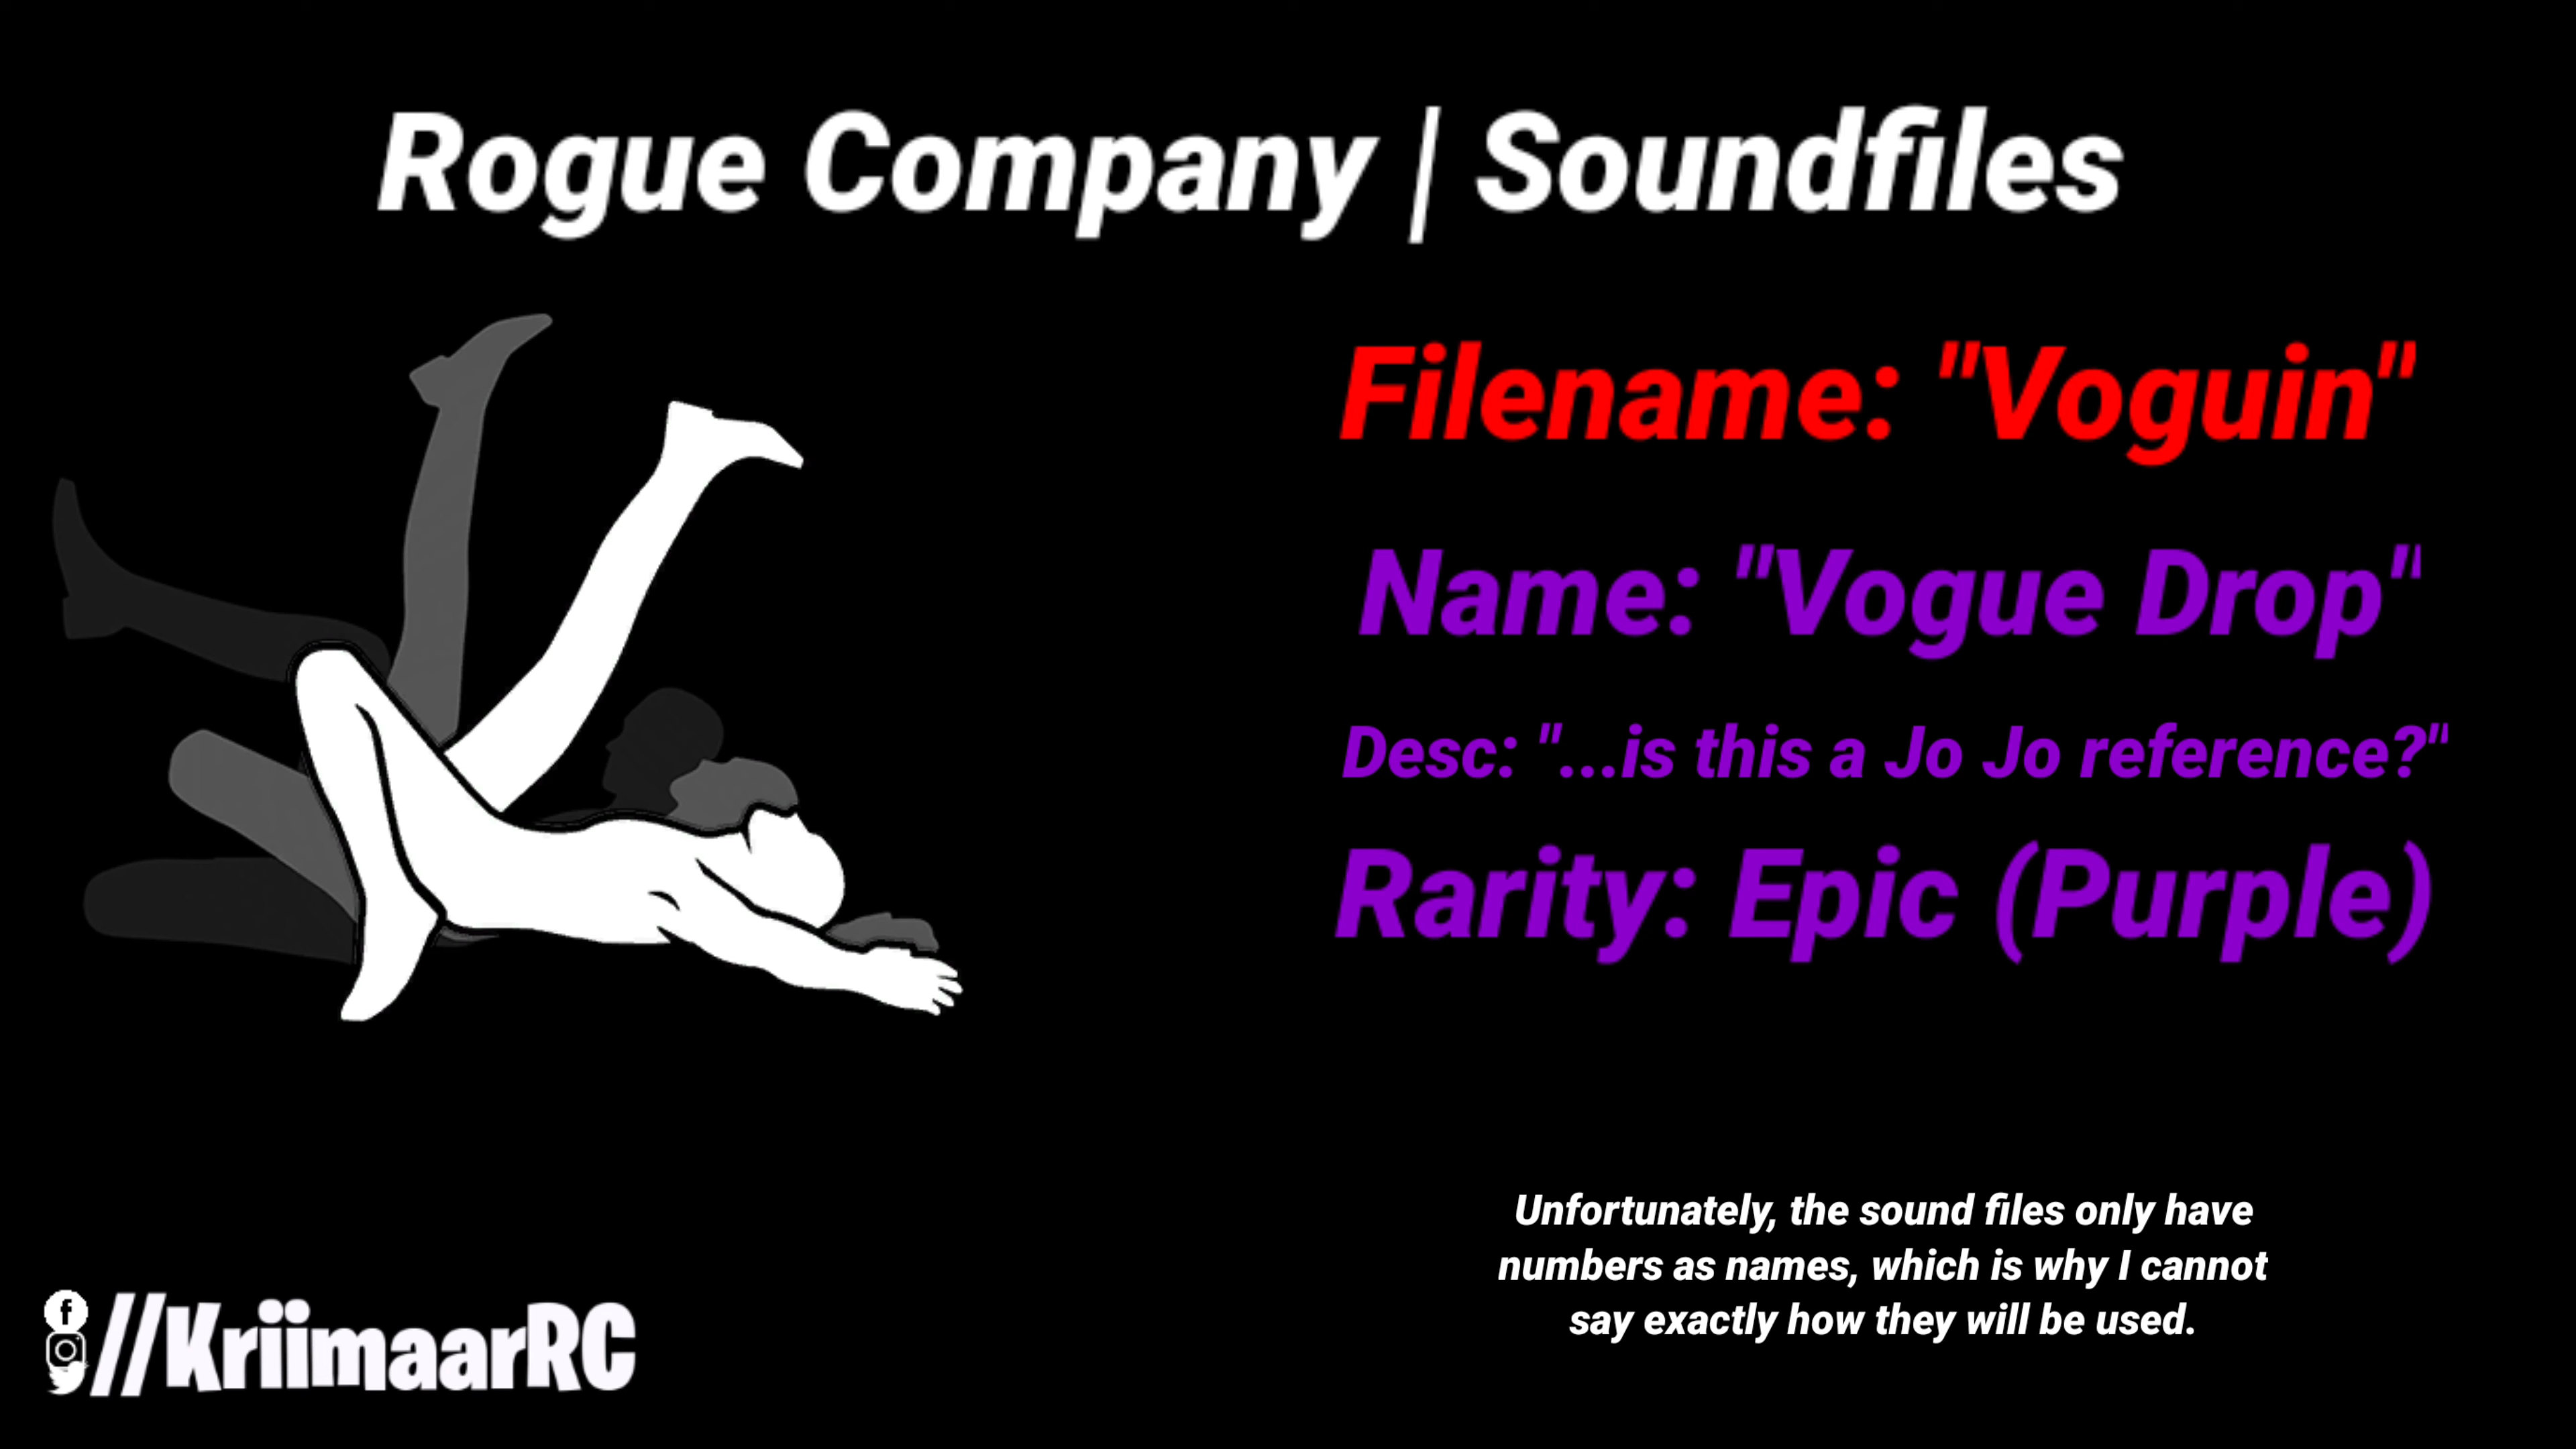 Rogue Company | Soundfiles
Filename: "Voguin"
Name: "Vogue Drop"
Desc: "...is this a Jo Jo reference?"
Rarity: Epic (Purple)
Unfortunately, the sound files only have
numbers as names, which is why I cannot
say exactly how they will be used.
//KriimaarRC